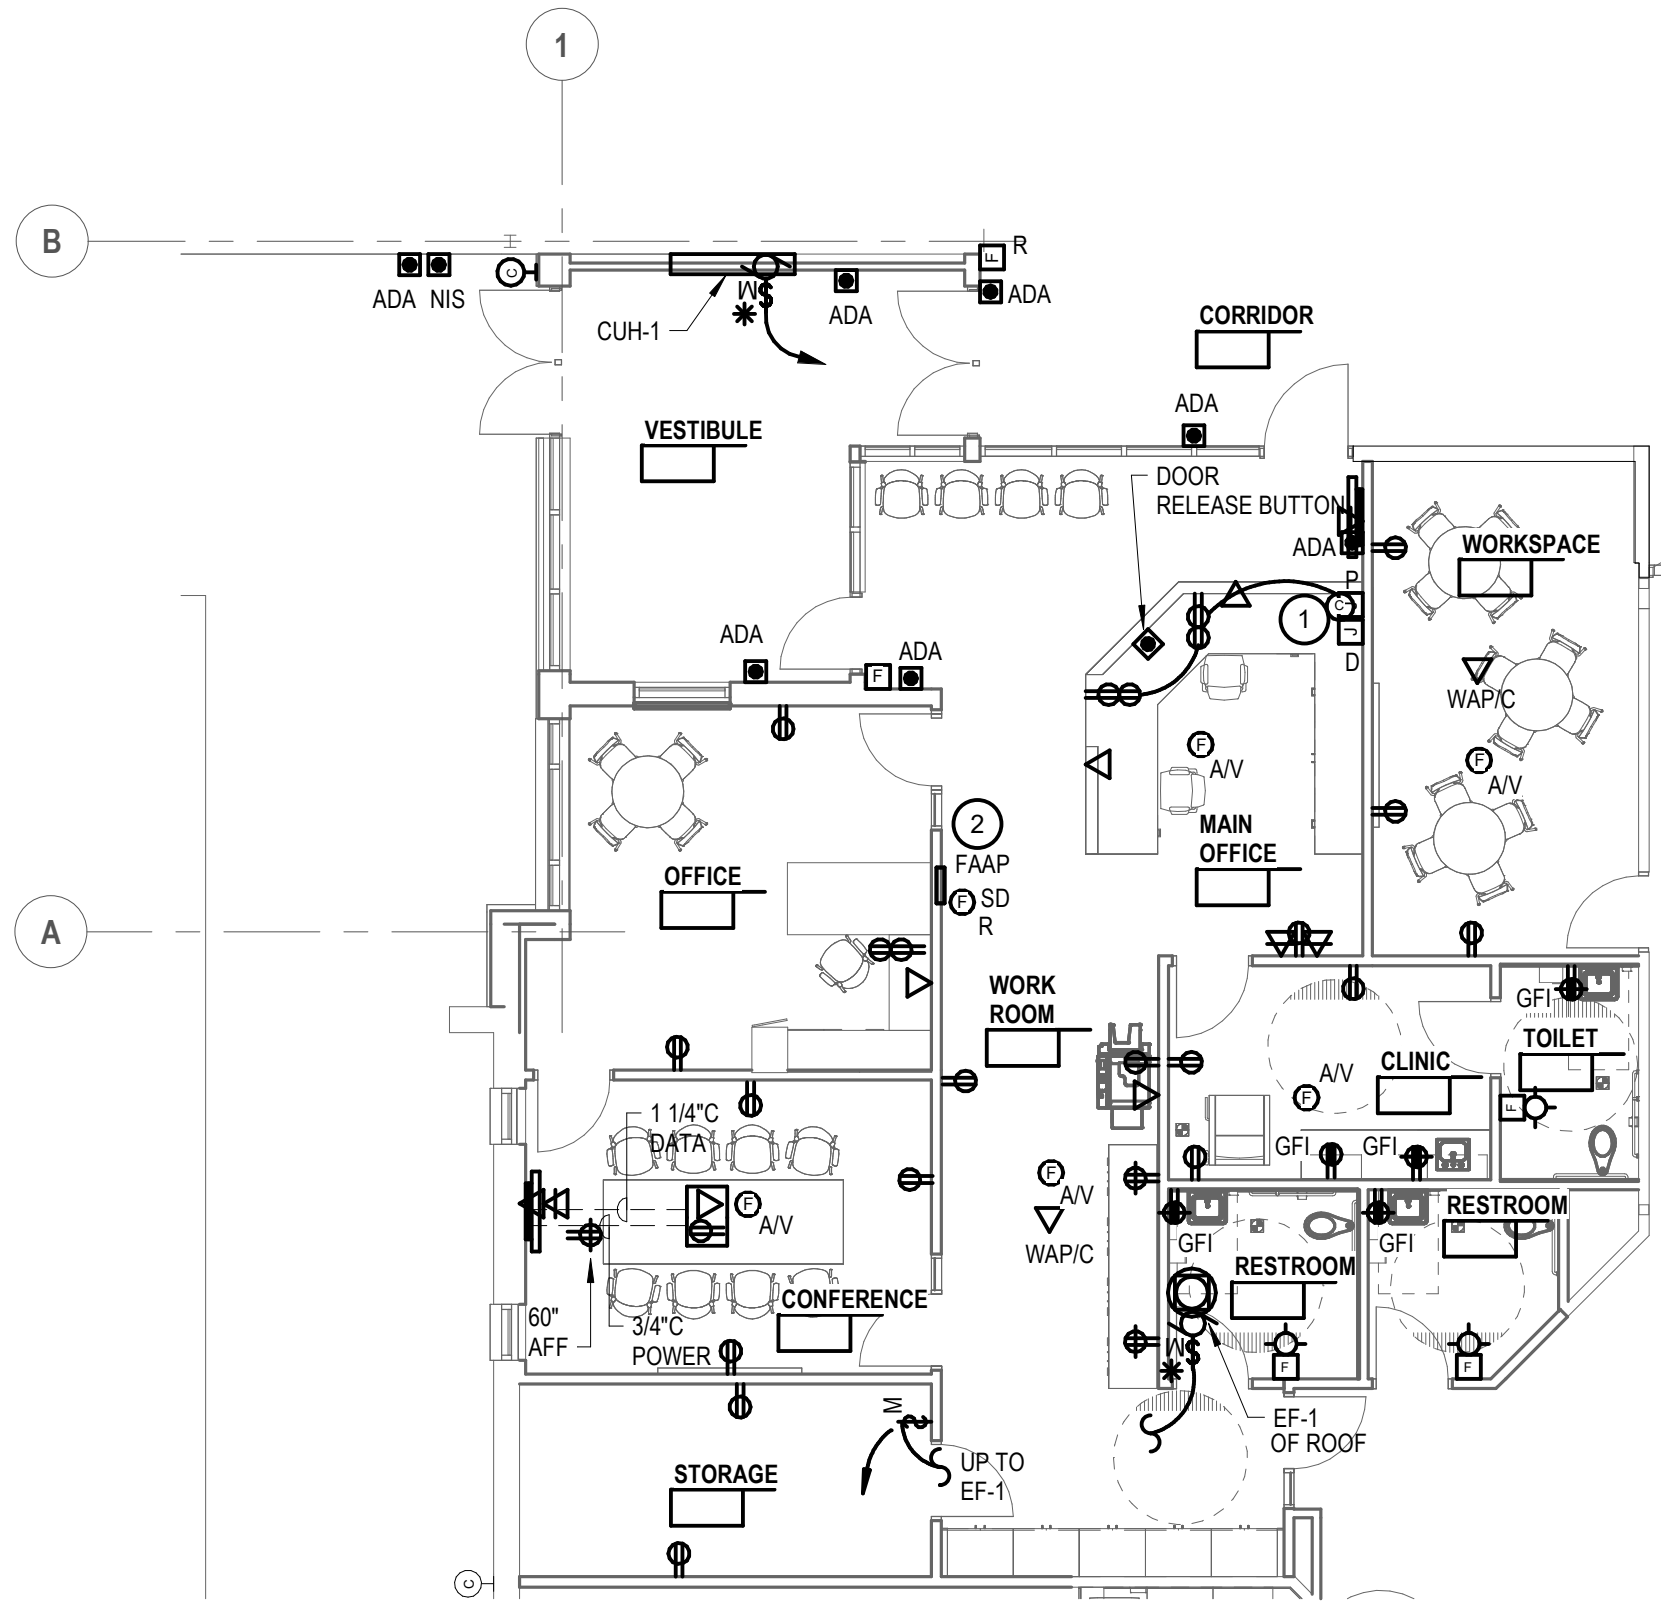 1
B
R
F
C
ADA NIS
M
S
*
ADA
ADA
CUH-1
CORRIDOR
ADA
VESTIBULE
DOOR
RELEASE BUTTON
ADA
WORKSPACE
P
C
1
J
D
ADA
F
ADA
WAP/C
F
A/V
F
A/V
2
FAAP
F
SD
R
MAIN
OFFICE
OFFICE
A
WORK
ROOM
GFI
TOILET
CLINIC
A/V
F
F
1 1/4"C
DATA
GFI
GFI
F
A/V
WAP/C
F
A/V
GFI
GFI
RESTROOM
RESTROOM
60"
AFF
3/4"C
POWER
CONFERENCE
M
S
*
F
F
M
S
EF-1
OF ROOF
UP TO
EF-1
STORAGE
C